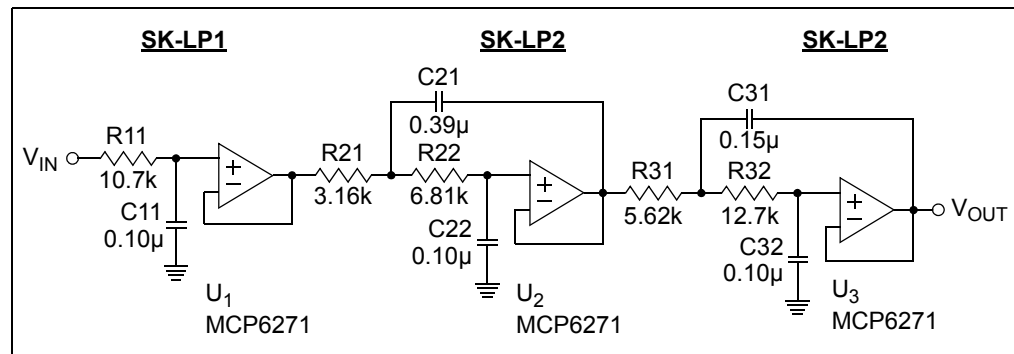 SK-LP1
SK-LP2
SK-LP2
C21
0.39µ
C31
0.15µ
VIN
R11
10.7k
R21
3.16k
R22
6.81k
R31
5.62k
R32
12.7k
VOUT
+
−
+
−
+
−
C11
0.10µ
C22
0.10µ
C32
0.10µ
U1
MCP6271
U2
MCP6271
U3
MCP6271